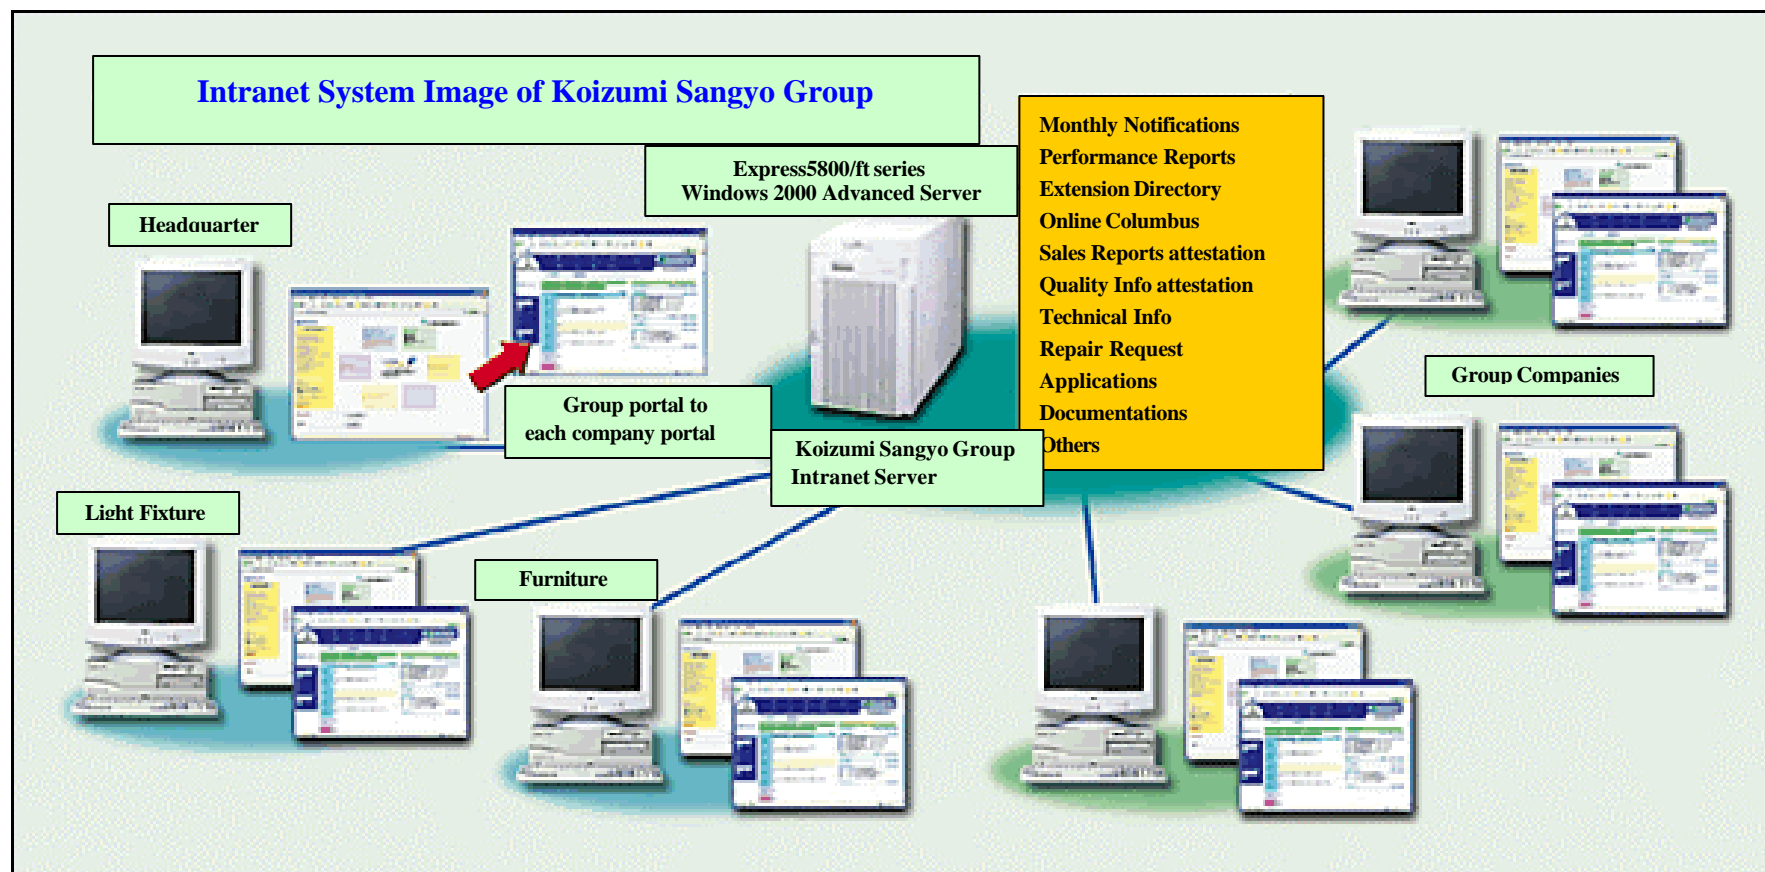 Intranet System Image of Koizumi Sangyo Group
Express5800/ft series
Windows 2000 Advanced Server
Monthly Notifications
Performance Reports
Extension Directory
Online Columbus
Sales Reports attestation
Quality Info attestation
Technical Info
Repair Request
Applications
Documentations
Others
Headquarter
Group portal to
each company portal
Koizumi Sangyo Group
Intranet Server
Group Companies
Light Fixture
Furniture